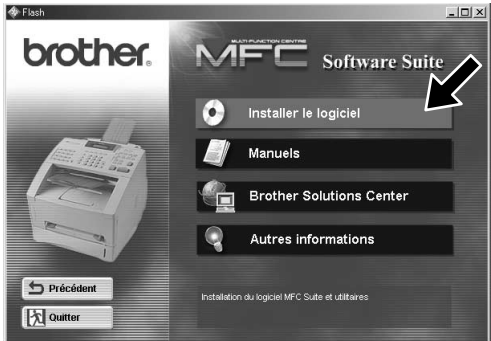 Flash
brother.
MULTI-FUNCTION CENTRE
MFC Software Suite
Installer le logiciel
Manuels
Brother Solutions Center
Autres informations
Précédent
Quitter
Installation du logiciel MFC Suite et utilitaires